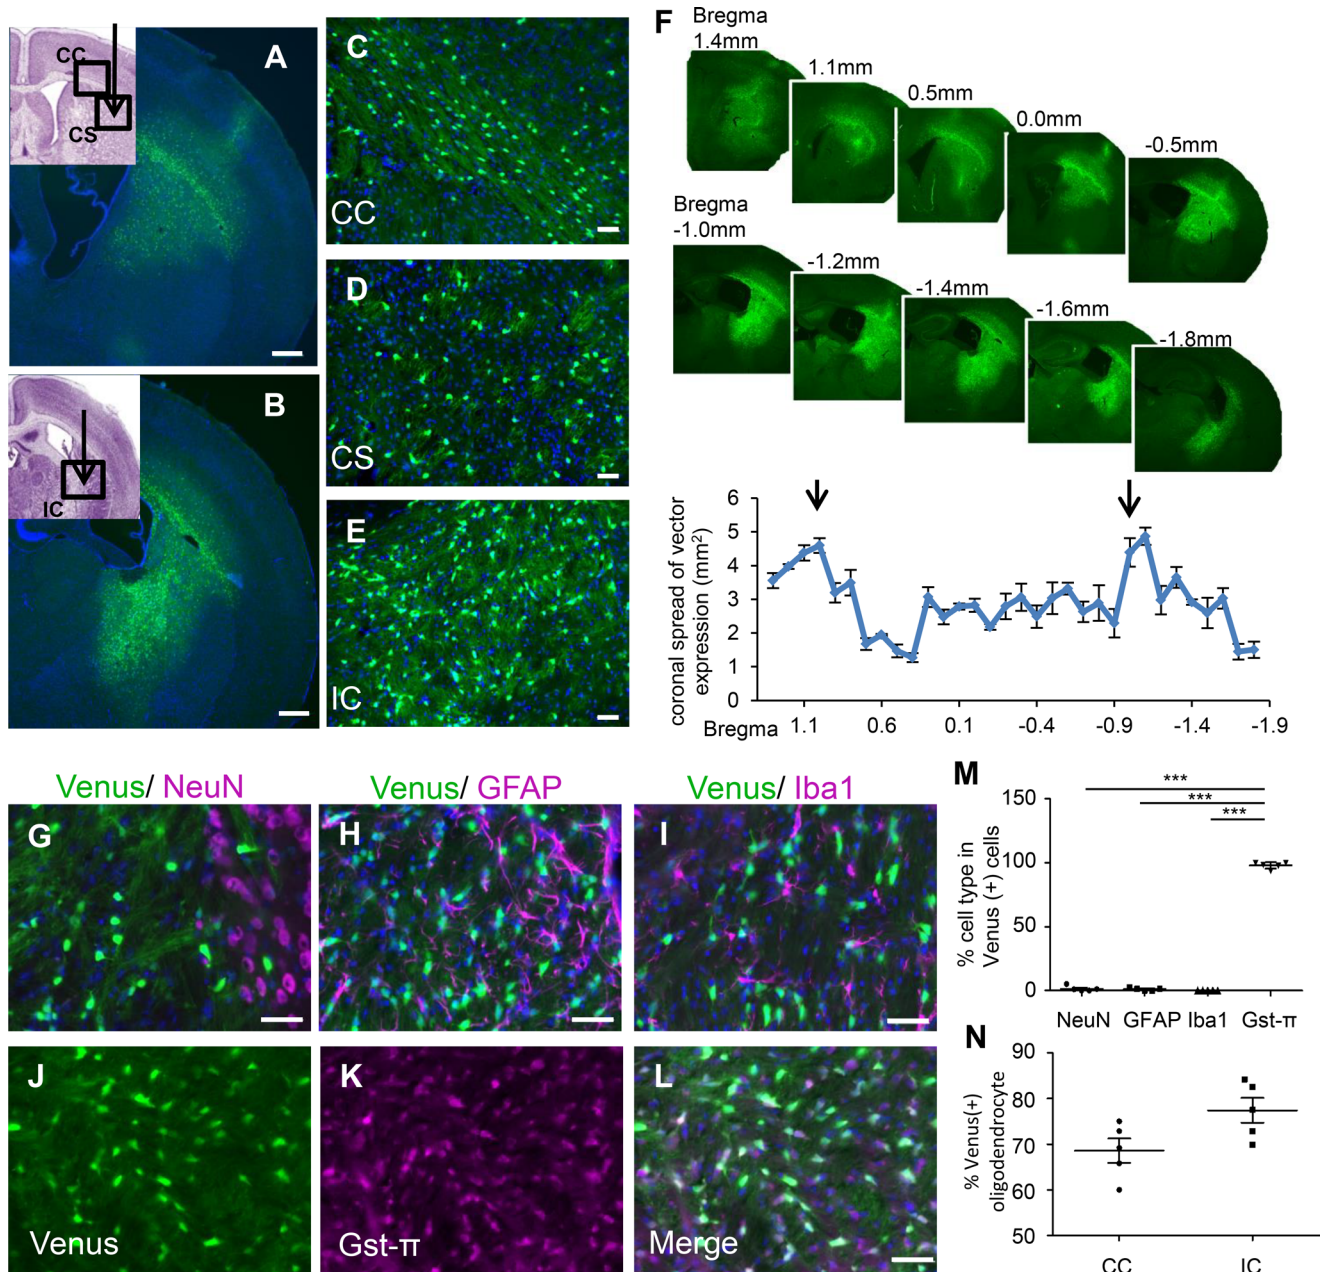 A
CC
CS
B
IC
C
CC
D
CS
E
IC
F
Bregma
1.4mm
1.1mm
0.5mm
0.0mm
-0.5mm
Bregma
-1.0mm
-1.2mm
-1.4mm
-1.6mm
-1.8mm
coronal spread of vector
expression (mm²)
6
5
4
3
2
1
0
Bregma 1.1 0.6 0.1 -0.4 -0.9 -1.4 -1.9
Venus/ NeuN
G
Venus/ GFAP
H
Venus/ Iba1
I
J
Venus
K
Gst-π
L
Merge
M
% cell type in
Venus (+) cells
150
100
50
0
***
***
***
NeuN GFAP Iba1 Gst-π
N
% Venus(+)
oligodendrocyte
90
80
70
60
50
CC IC